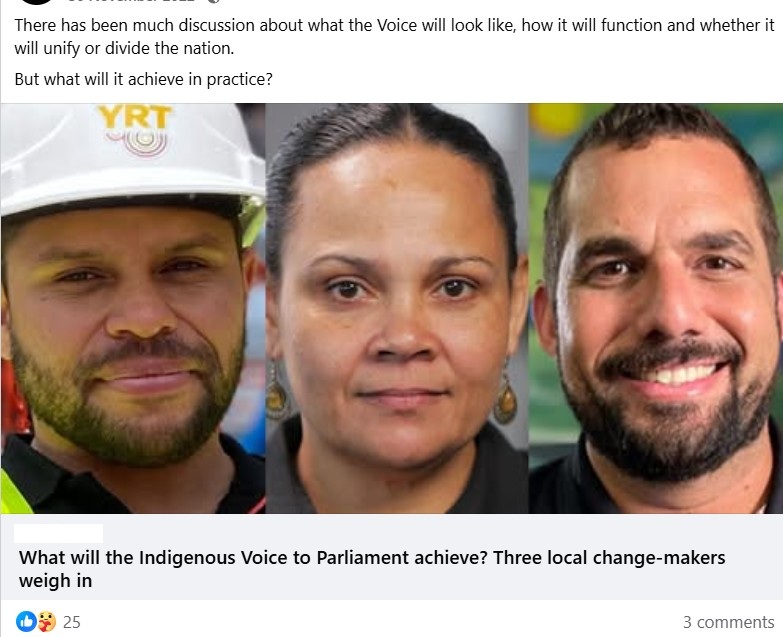 There has been much discussion about what the Voice will look like, how it will function and whether it
will unify or divide the nation.
But what will it achieve in practice?
YRT
What will the Indigenous Voice to Parliament achieve? Three local change-makers
weigh in
25
3 comments